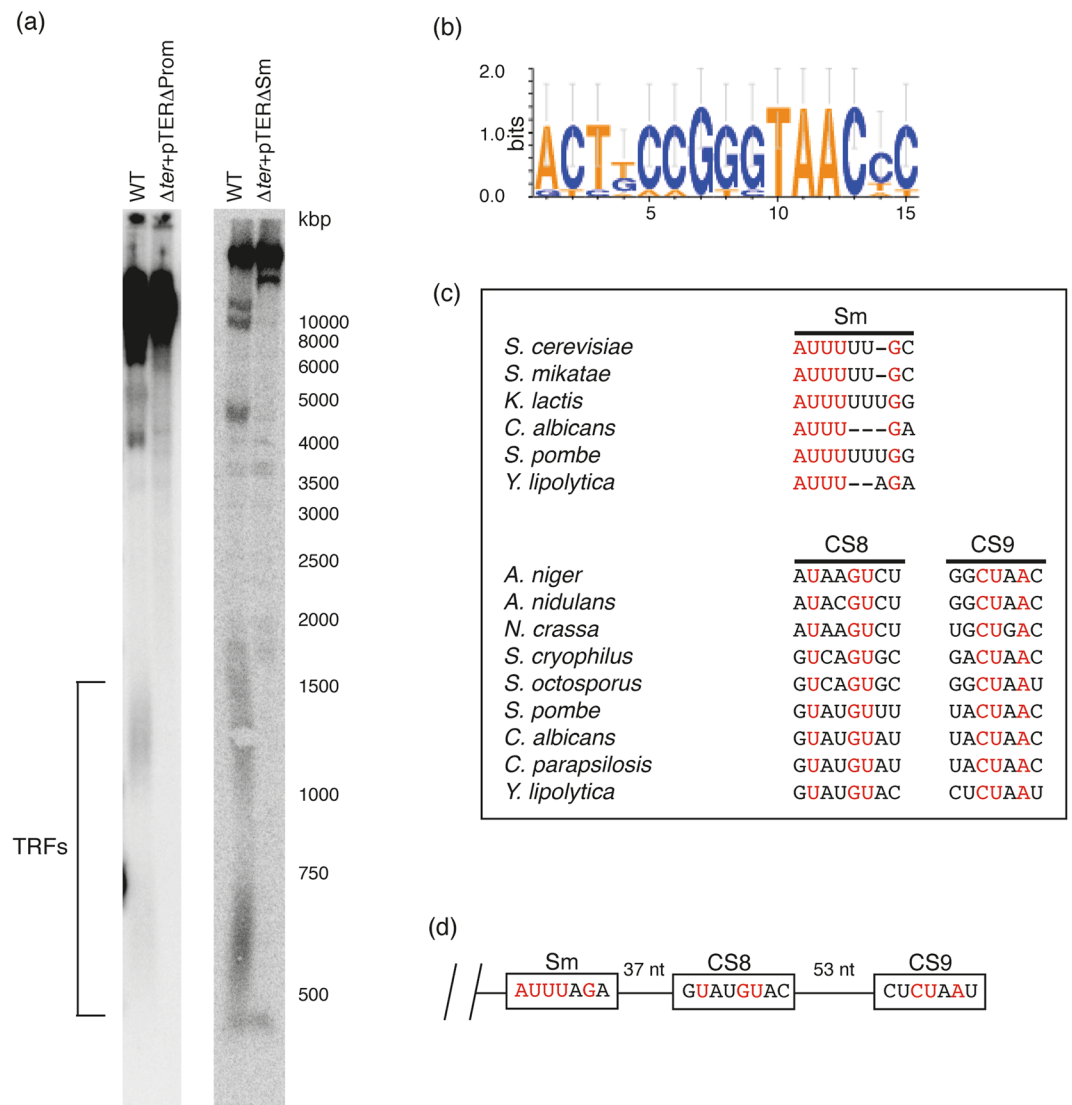 (a)
WT
Δter+pTERΔProm
WT
Δter+pTERΔSm
kbp
10000
8000
6000
5000
4000
3500
3000
2500
2000
1500
1000
750
500
TRFs
(b)
2.0
1.0
0.0
bits
5
10
15
(c)
Sm
S. cerevisiae AUUUUU-GC
S. mikatae AUUUUU-GC
K. lactis AUUUUUUGG
C. albicans AUUU---GA
S. pombe AUUUUUUGG
Y. lipolytica AUUU--AGA
CS8 CS9
A. niger AUAAGUCU GGCUAAC
A. nidulans AUACGUCU GGCUAAC
N. crassa AUAAGUCU UGCUGAC
S. cryophilus GUCAGUGC GACUAAC
S. octosporus GUCAGUGC GGCUAAU
S. pombe GUAUGUUU UACUAAC
C. albicans GUAUGUAU UACUAAC
C. parapsilosis GUAUGUAU UACUAAC
Y. lipolytica GUAUGUAC CUCUAAU
(d)
Sm 37 nt CS8 53 nt CS9
AUUUAGA GUAUGUAC CUCUAAU